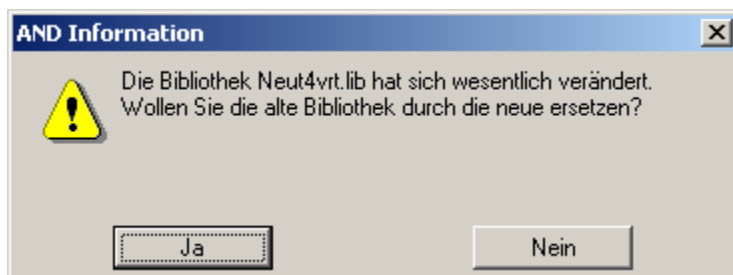 AND Information
Die Bibliothek Neut4vrt.lib hat sich wesentlich verändert.
Wollen Sie die alte Bibliothek durch die neue ersetzen?
Ja
Nein